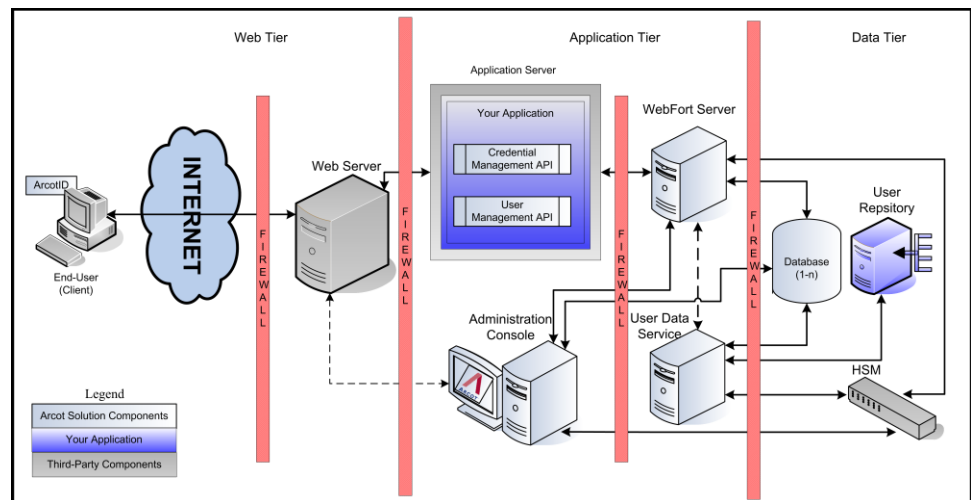 Web Tier
Application Tier
Data Tier
Application Server
Your Application
Credential
Management API
User
Management API
WebFort Server
Web Server
INTERNET
ArcotID
End-User
(Client)
FIREWALL
FIREWALL
FIREWALL
FIREWALL
User
Repsitory
Database
(1-n)
Administration
Console
User Data
Service
HSM
ARCOT
Legend
Arcot Solution Components
Your Application
Third-Party Components